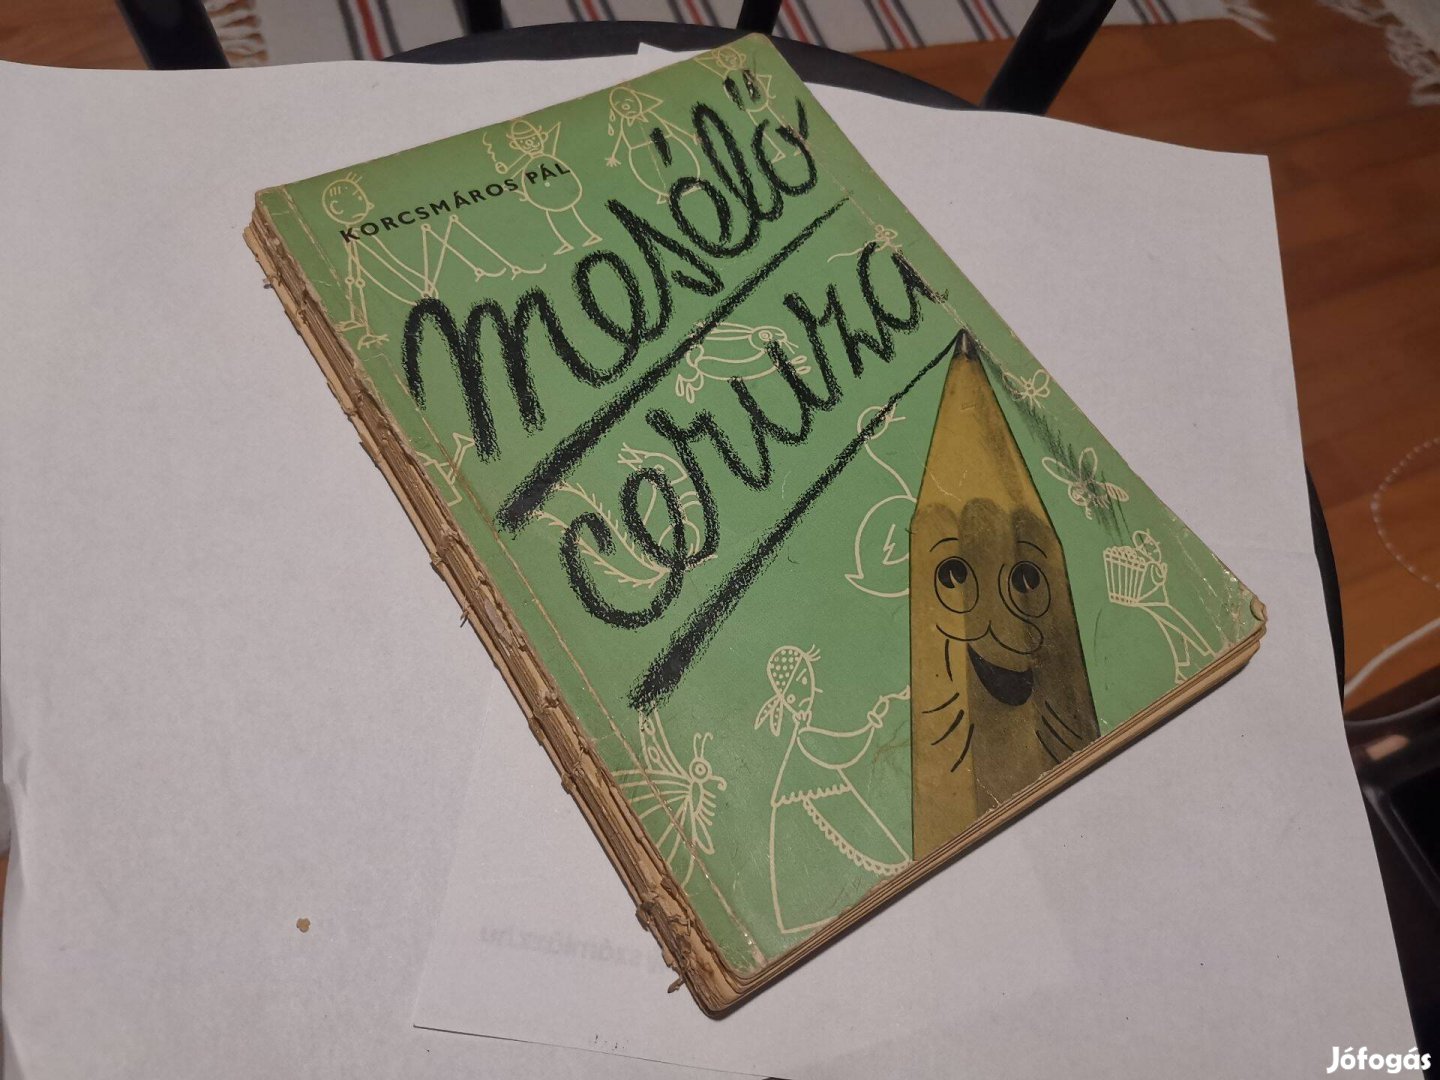 KORCSMÁROS PÁL
mesélő
ceruza
Jófogás